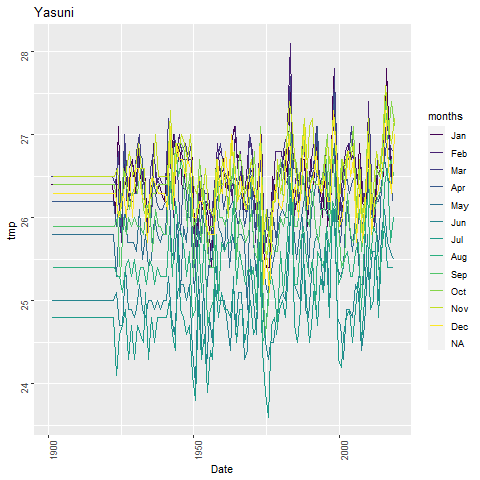 Yasuni
tmp
28
27
26
25
24
1900
1950
2000
Date
months
Jan
Feb
Mar
Apr
May
Jun
Jul
Aug
Sep
Oct
Nov
Dec
NA